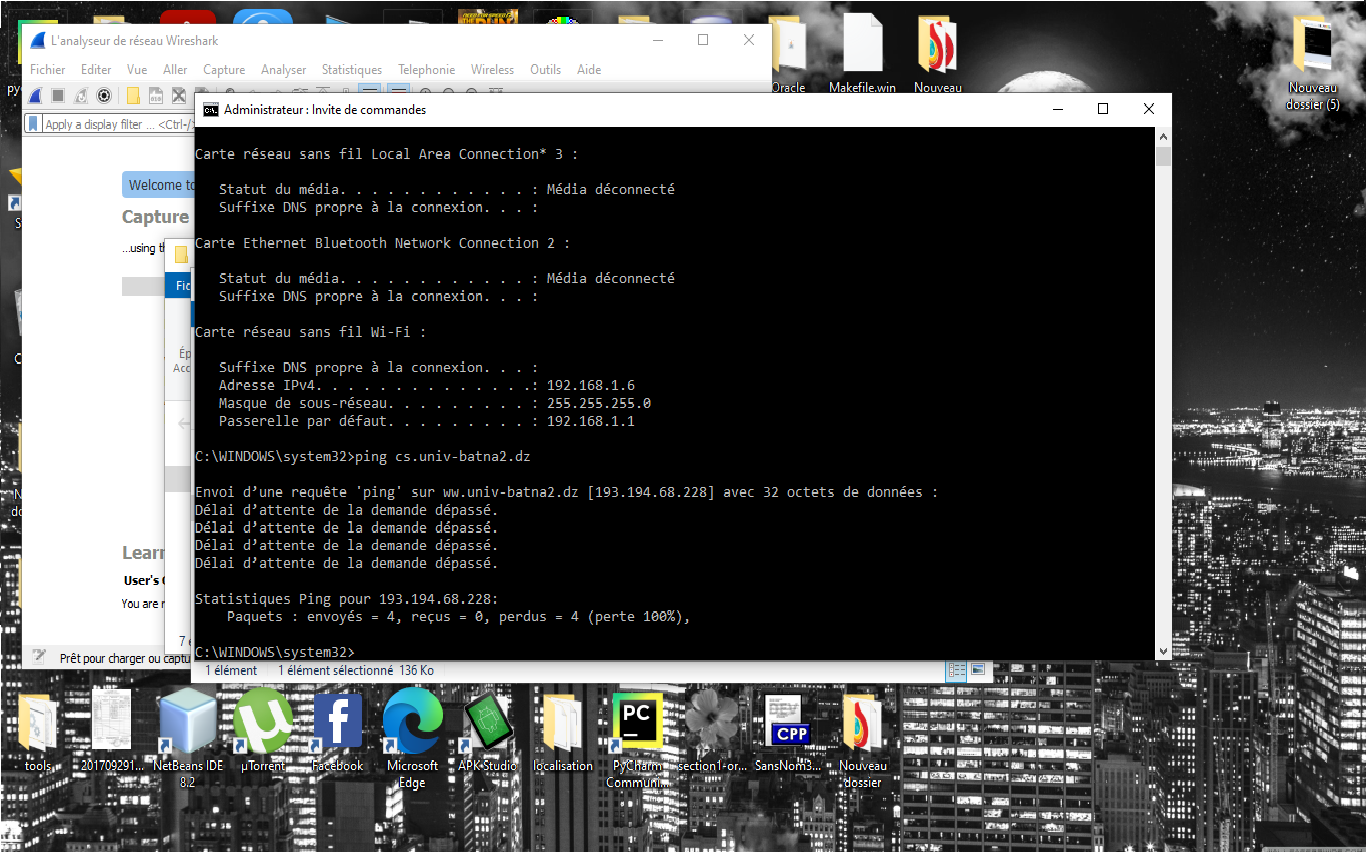 L'analyseur de réseau Wireshark
Fichier Editer Vue Aller Capture Analyser Statistiques Telephonie Wireless Outils Aide
Apply a display filter ... <Ctrl-/>
Welcome to
Capture
...using
Learn
User's
You are
Prêt pour charger ou
Administrateur : Invite de commandes
Carte réseau sans fil Local Area Connection* 3 :
Statut du média. . . . . . . . . . . . : Média déconnecté
Suffixe DNS propre à la connexion. . . :
Carte Ethernet Bluetooth Network Connection 2 :
Statut du média. . . . . . . . . . . . : Média déconnecté
Suffixe DNS propre à la connexion. . . :
Carte réseau sans fil Wi-Fi :
Suffixe DNS propre à la connexion. . . :
Adresse IPv4. . . . . . . . . . . . . .: 192.168.1.6
Masque de sous-réseau. . . . . . . . . : 255.255.255.0
Passerelle par défaut. . . . . . . . . : 192.168.1.1
C:\WINDOWS\system32>ping cs.univ-batna2.dz
Envoi d’une requête 'ping' sur ww.univ-batna2.dz [193.194.68.228] avec 32 octets de données :
Délai d’attente de la demande dépassé.
Délai d’attente de la demande dépassé.
Délai d’attente de la demande dépassé.
Délai d’attente de la demande dépassé.
Statistiques Ping pour 193.194.68.228:
Paquets : envoyés = 4, reçus = 0, perdus = 4 (perte 100%),
C:\WINDOWS\system32>
1 élément 1 élément sélectionné 136 Ko
Oracle
Makefile.win
Nouveau
Nouveau
dossier (5)
tools
201709291...
NetBeans IDE
8.2
µTorrent
Facebook
Microsoft
Edge
APK Studio
localisation
PC
PyCharm
Communi...
section1-or...
DEV
CPP
SansNom3...
Nouveau
dossier